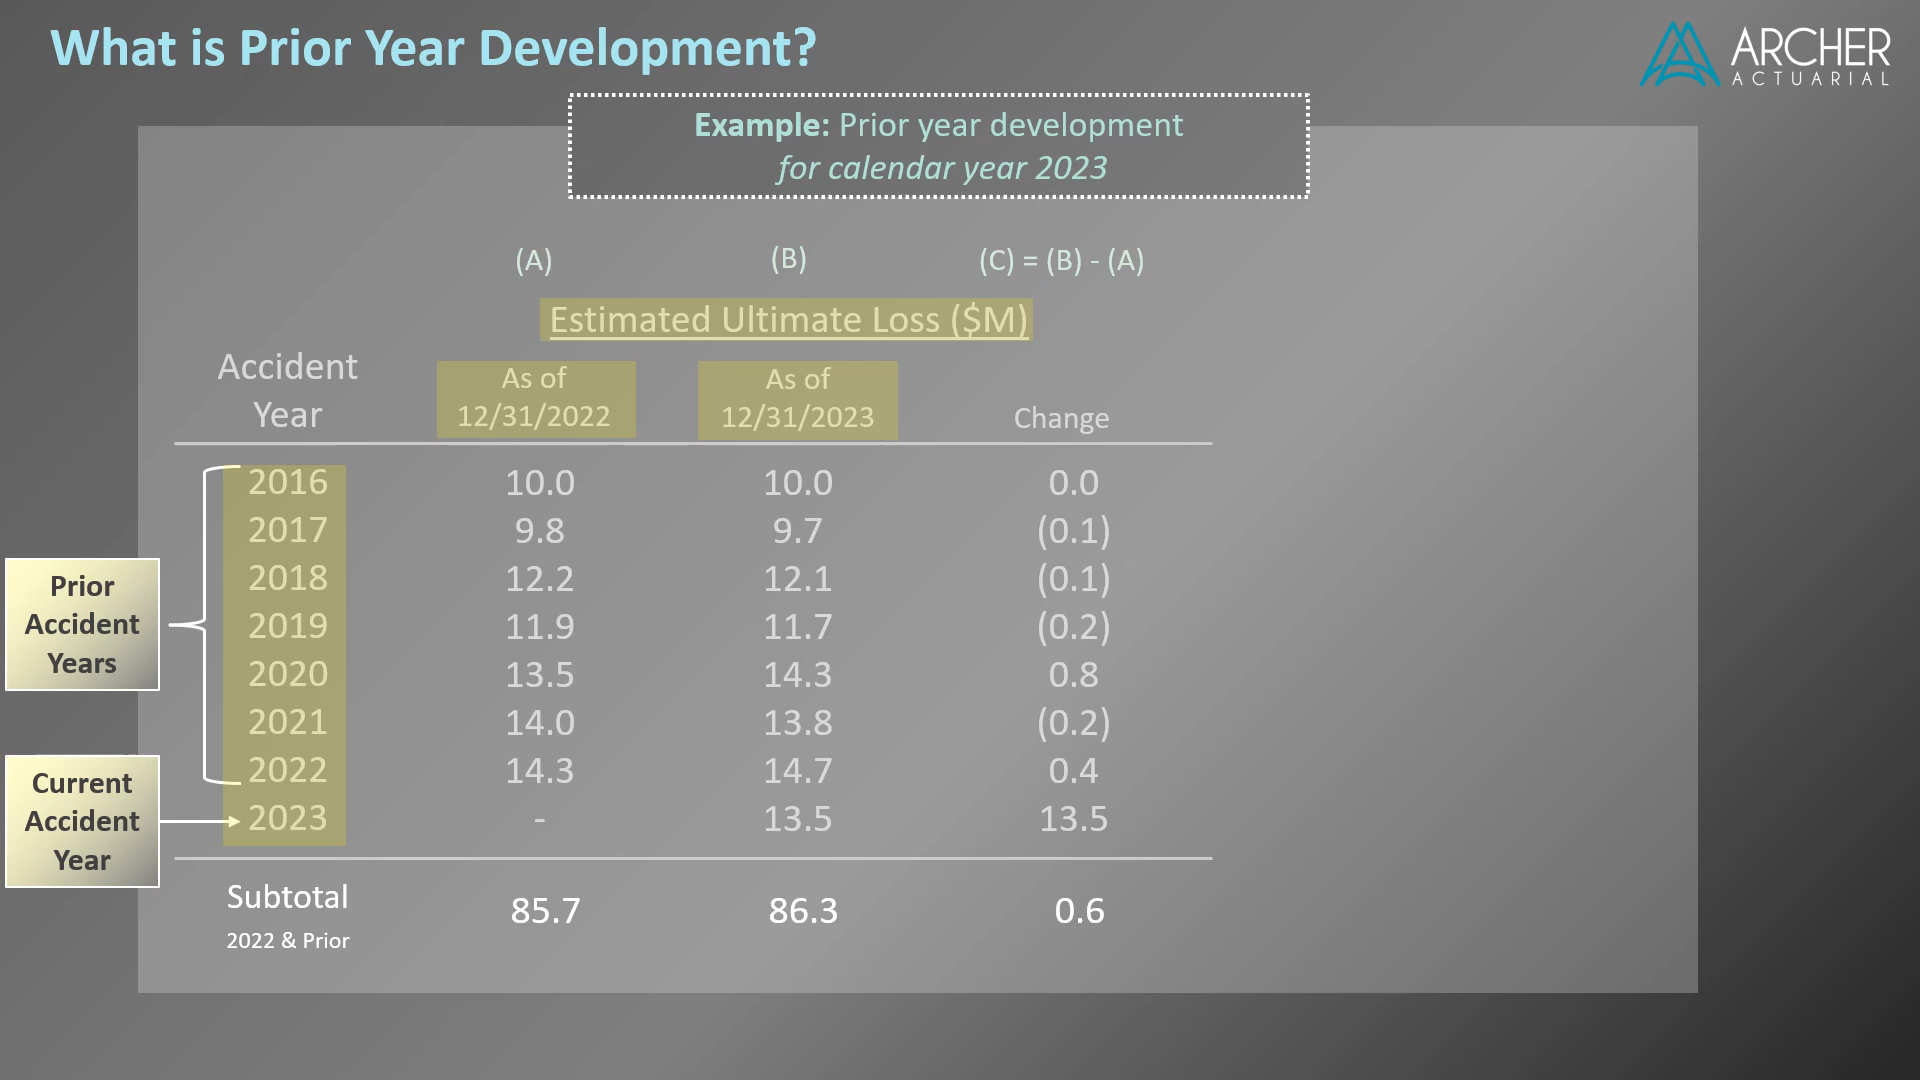 What is Prior Year Development?
ARCHER
ACTUARIAL
Example: Prior year development
for calendar year 2023
(A) (B) (C) = (B) - (A)
Estimated Ultimate Loss ($M)
Accident
Year
As of
12/31/2022
As of
12/31/2023
Change
2016 10.0 10.0 0.0
2017 9.8 9.7 (0.1)
2018 12.2 12.1 (0.1)
2019 11.9 11.7 (0.2)
2020 13.5 14.3 0.8
2021 14.0 13.8 (0.2)
2022 14.3 14.7 0.4
2023 - 13.5 13.5
Prior
Accident
Years
Current
Accident
Year
Subtotal 85.7 86.3 0.6
2022 & Prior